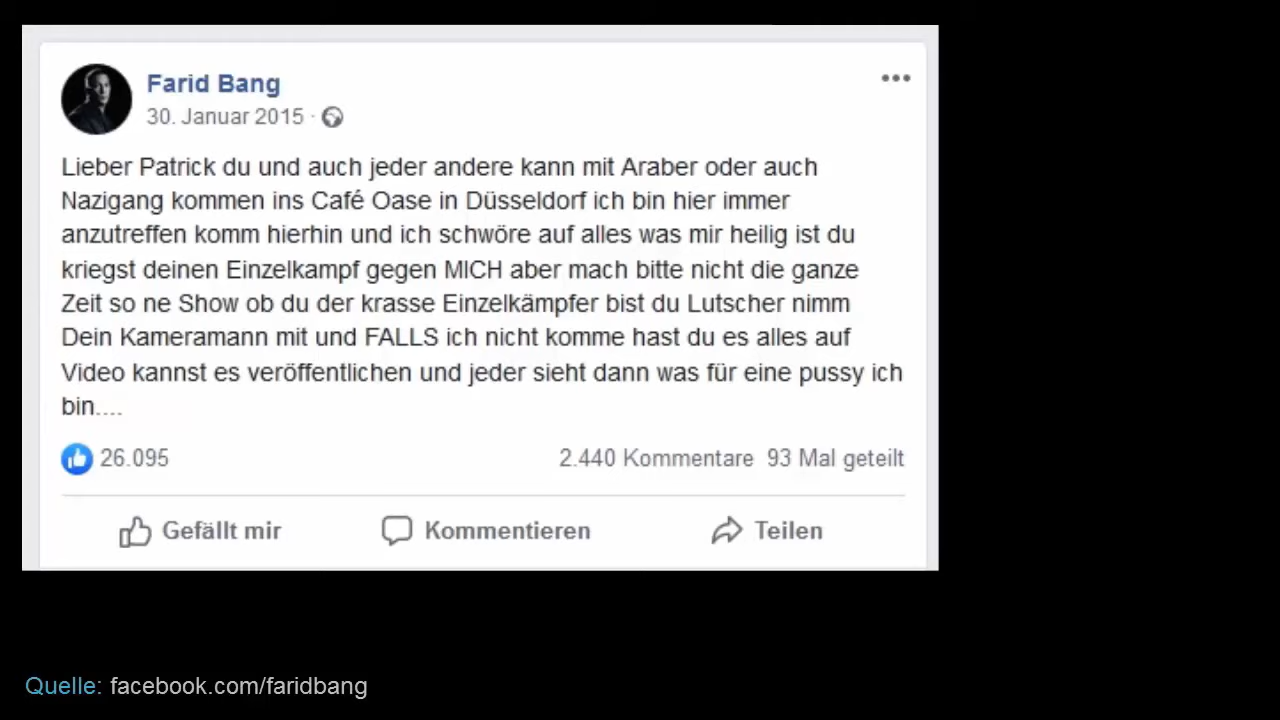 Farid Bang
30. Januar 2015 ·
Lieber Patrick du und auch jeder andere kann mit Araber oder auch
Nazigang kommen ins Café Oase in Düsseldorf ich bin hier immer
anzutreffen komm hierhin und ich schwöre auf alles was mir heilig ist du
kriegst deinen Einzelkampf gegen MICH aber mach bitte nicht die ganze
Zeit so ne Show ob du der krasse Einzelkämpfer bist du Lutscher nimm
Dein Kameramann mit und FALLS ich nicht komme hast du es alles auf
Video kannst es veröffentlichen und jeder sieht dann was für eine pussy ich
bin....
26.095 2.440 Kommentare 93 Mal geteilt
Gefällt mir Kommentieren Teilen
Quelle: facebook.com/faridbang